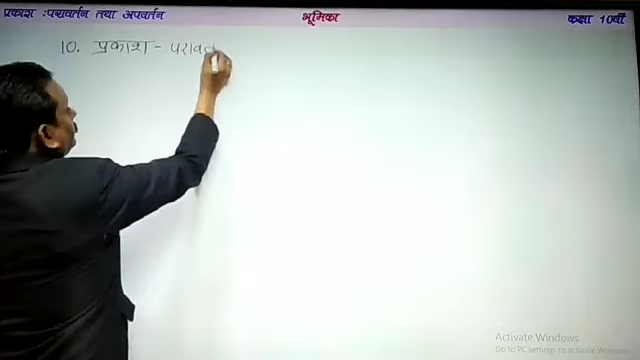 प्रकाश :परावर्तन तथा अपवर्तन भूमिका कक्षा 10वीं
10. प्रकाश - पराव
Activate Windows
Go to PC settings to activate Windows